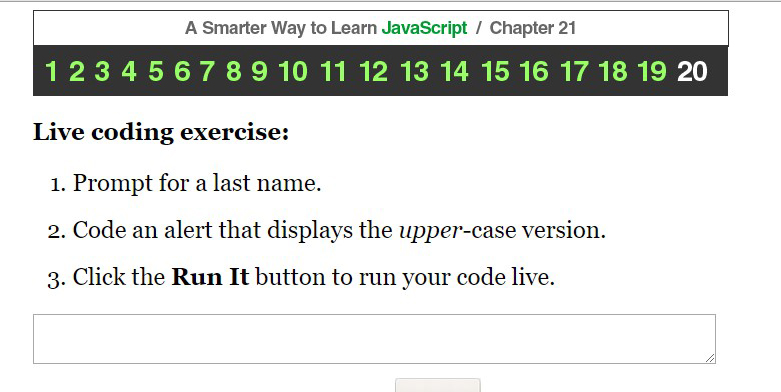 A Smarter Way to Learn JavaScript / Chapter 21
1 2 3 4 5 6 7 8 9 10 11 12 13 14 15 16 17 18 19 20
Live coding exercise:
1. Prompt for a last name.
2. Code an alert that displays the upper-case version.
3. Click the Run It button to run your code live.